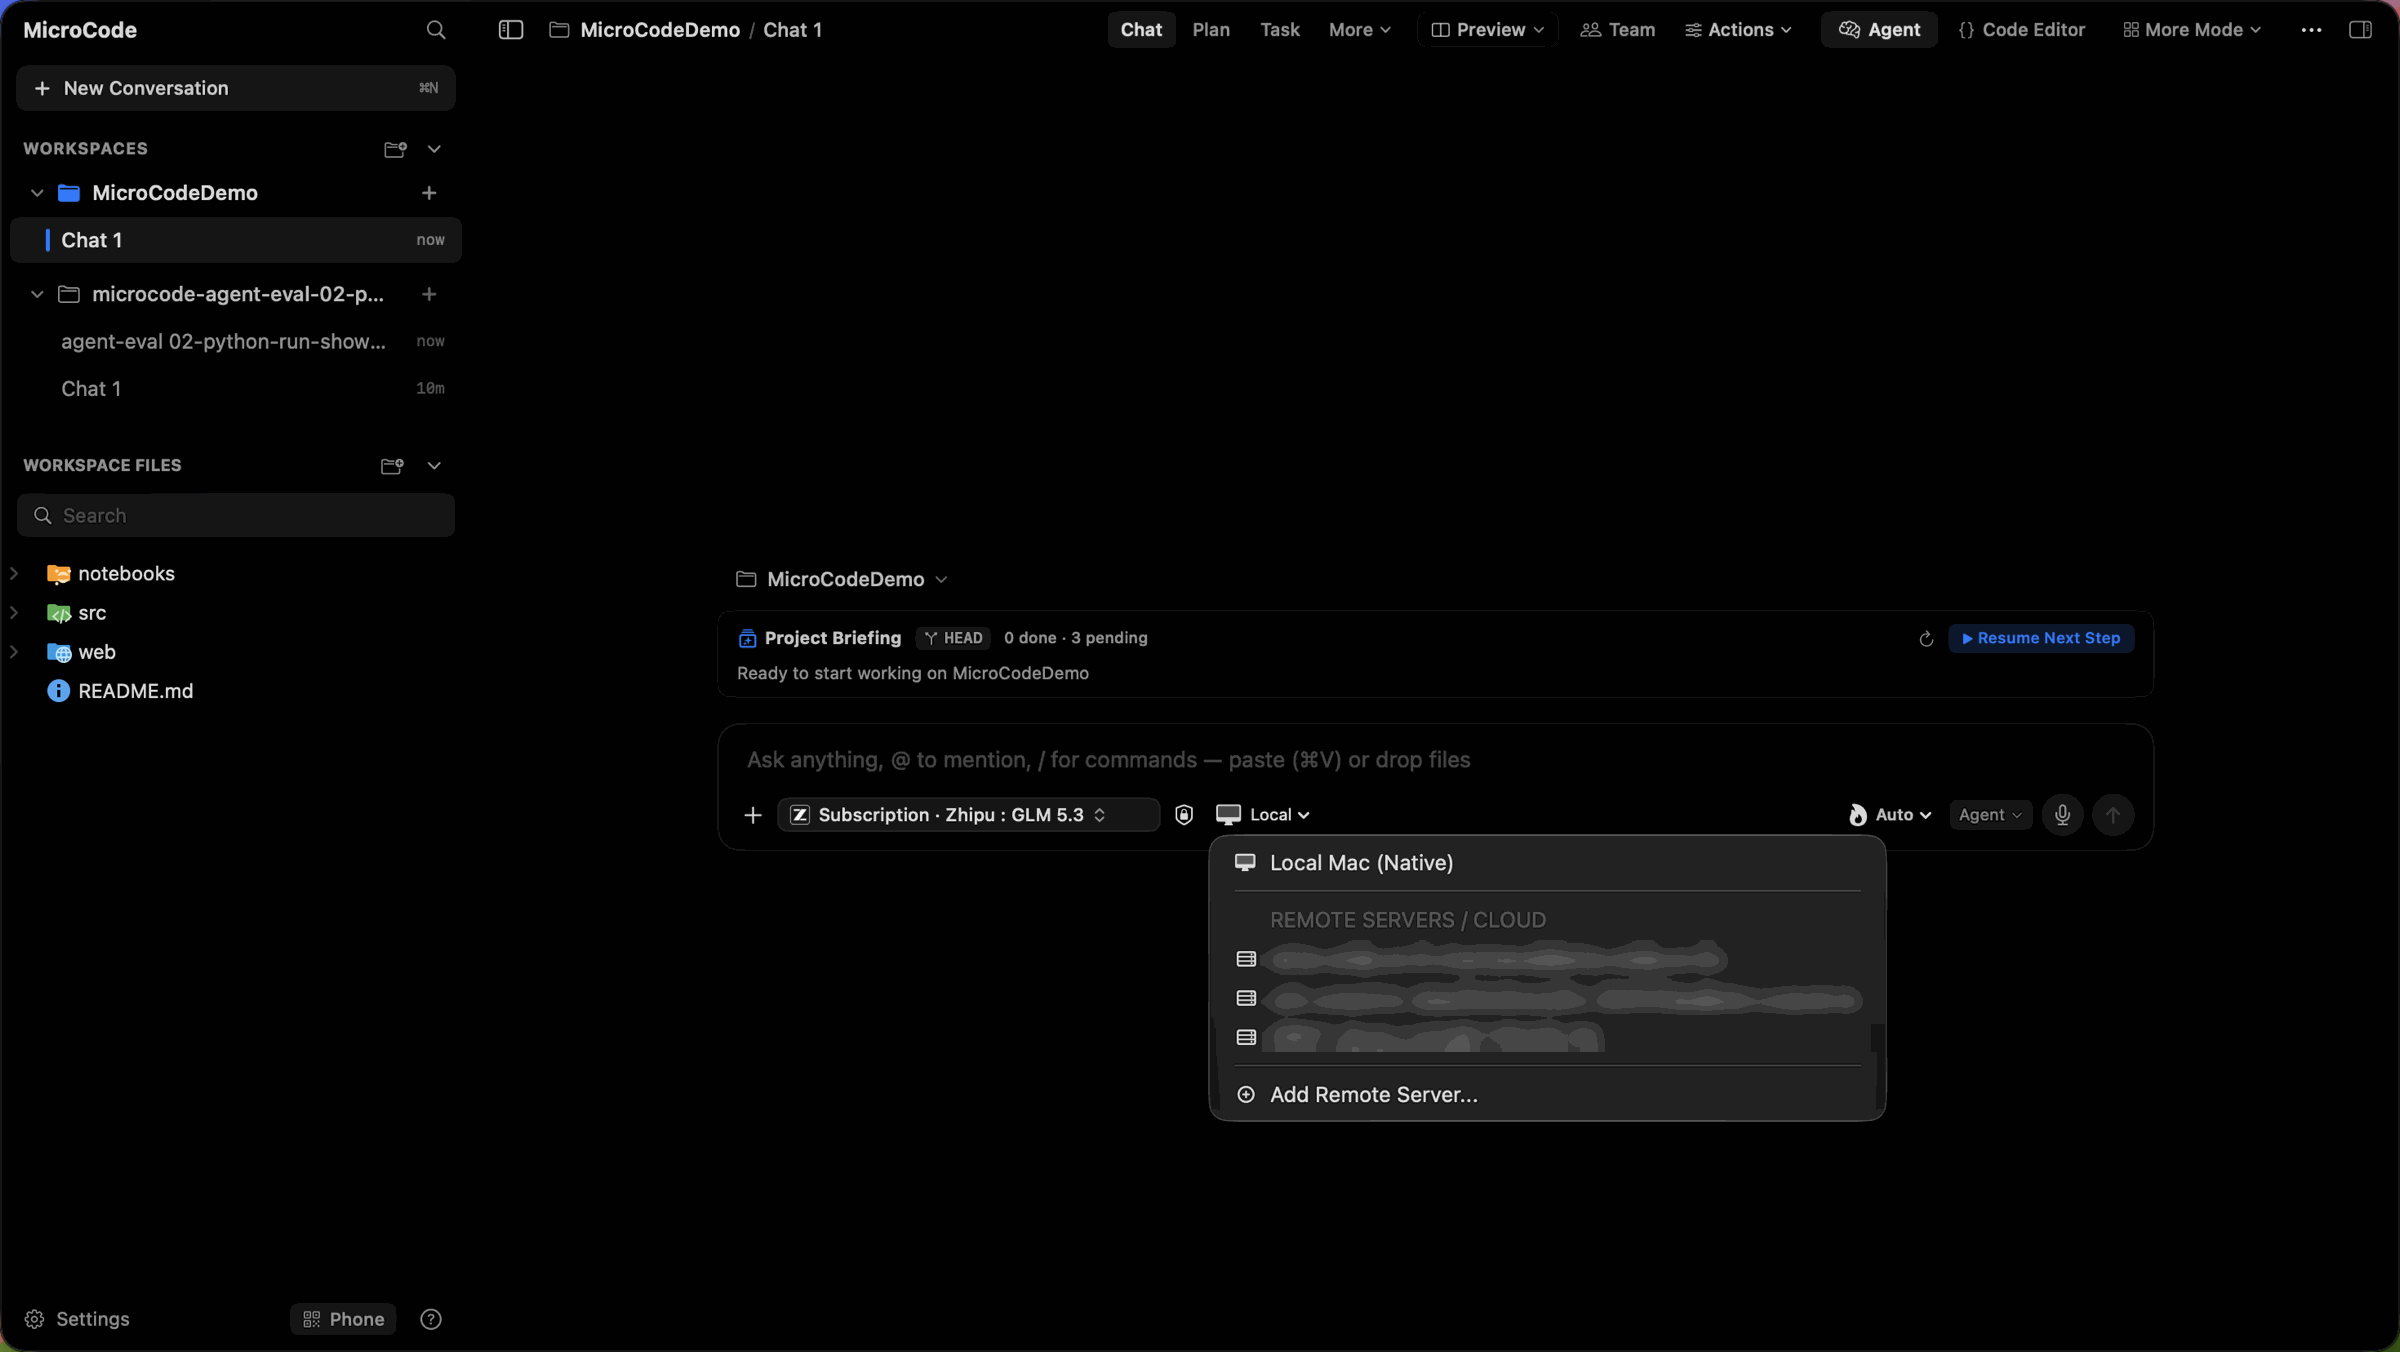 MicroCode
MicroCodeDemo / Chat 1
Chat Plan Task More Preview Team Actions Agent {} Code Editor More Mode ...
+ New Conversation ⌘N
WORKSPACES
MicroCodeDemo +
Chat 1 now
microcode-agent-eval-02-p... +
agent-eval 02-python-run-show... now
Chat 1 10m
WORKSPACE FILES
Search
notebooks
src
web
README.md
Settings
Phone ?
MicroCodeDemo
Project Briefing HEAD 0 done · 3 pending Resume Next Step
Ready to start working on MicroCodeDemo
Ask anything, @ to mention, / for commands — paste (⌘V) or drop files
+ Z Subscription · Zhipu : GLM 5.3 Local Auto Agent
Local Mac (Native)
REMOTE SERVERS / CLOUD
Add Remote Server...